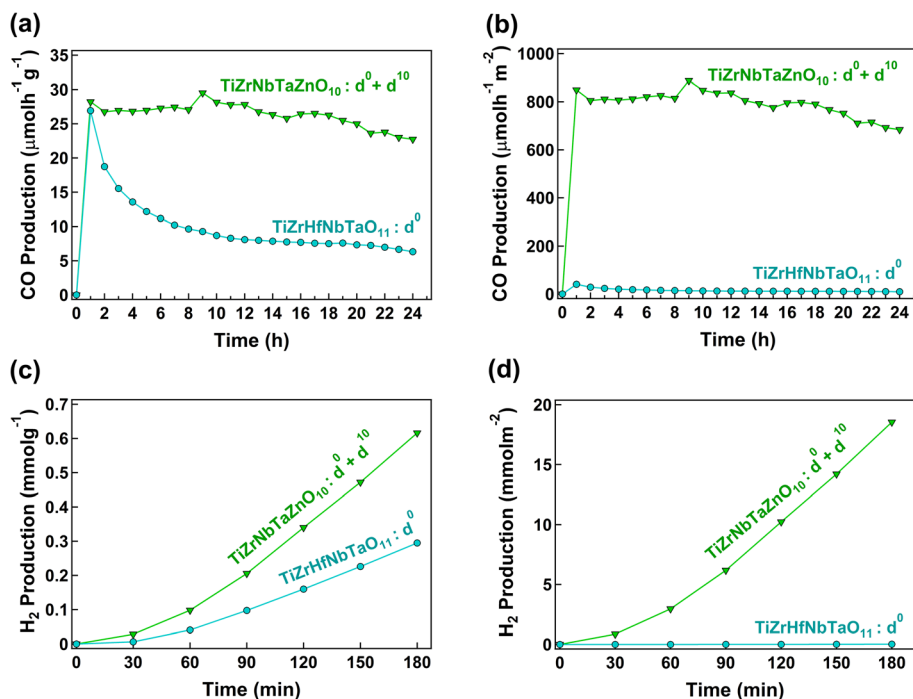 (a)
CO Production (μmolh⁻¹ g⁻¹)
35
30
25
20
15
10
5
0
TiZrNbTaZnO₁₀ : d⁰ + d¹⁰
TiZrHfNbTaO₁₁ : d⁰
0 2 4 6 8 10 12 14 16 18 20 22 24
Time (h)
(b)
CO Production (μmolh⁻¹ m⁻²)
1000
800
600
400
200
0
TiZrNbTaZnO₁₀ : d⁰ + d¹⁰
TiZrHfNbTaO₁₁ : d⁰
0 2 4 6 8 10 12 14 16 18 20 22 24
Time (h)
(c)
H₂ Production (mmolg⁻¹)
0.7
0.6
0.5
0.4
0.3
0.2
0.1
0
TiZrNbTaZnO₁₀ : d⁰ + d¹⁰
TiZrHfNbTaO₁₁ : d⁰
0 30 60 90 120 150 180
Time (min)
(d)
H₂ Production (mmolm⁻²)
20
15
10
5
0
TiZrNbTaZnO₁₀ : d⁰ + d¹⁰
TiZrHfNbTaO₁₁ : d⁰
0 30 60 90 120 150 180
Time (min)